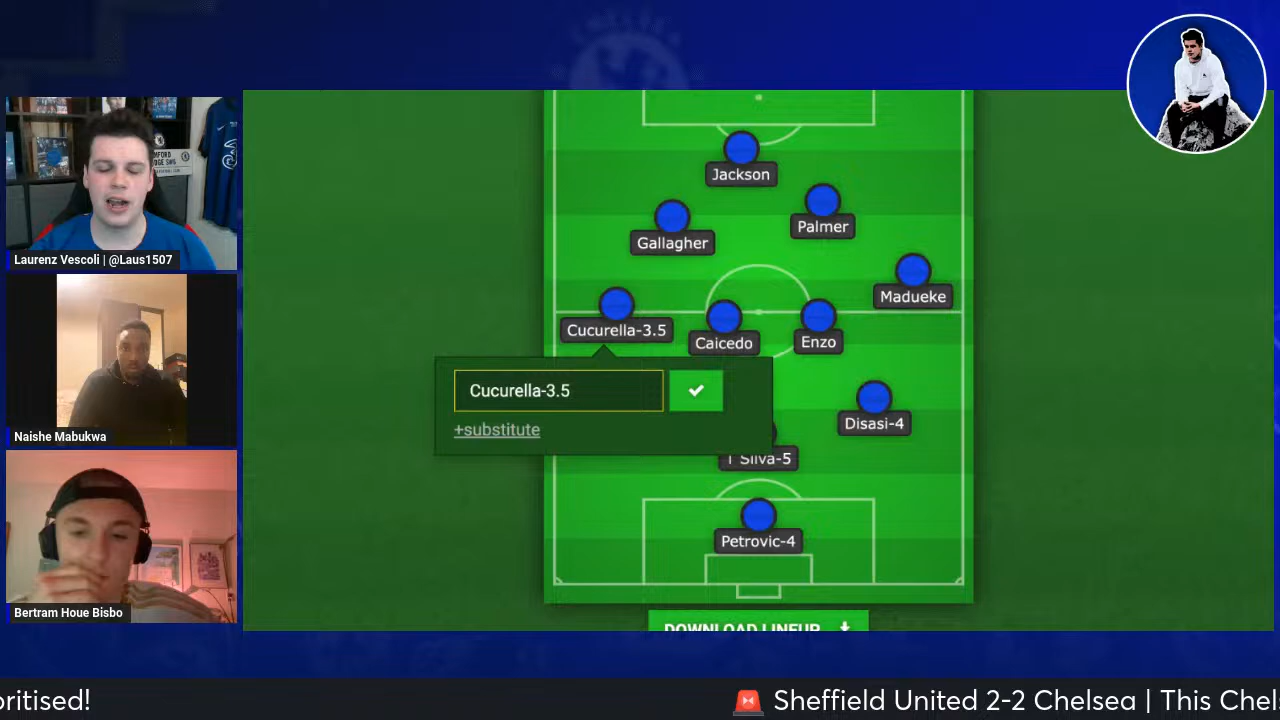 Laurenz Vescoli | @Laus1507
Naishe Mabukwa
Bertram Houe Bisbo
Jackson
Palmer
Gallagher
Madueke
Cucurella-3.5
Caicedo
Enzo
Cucurella-3.5
+substitute
Disasi-4
T Silva-5
Petrovic-4
DOWNLOAD LINEUP
oritised!
Sheffield United 2-2 Chelsea | This Chels